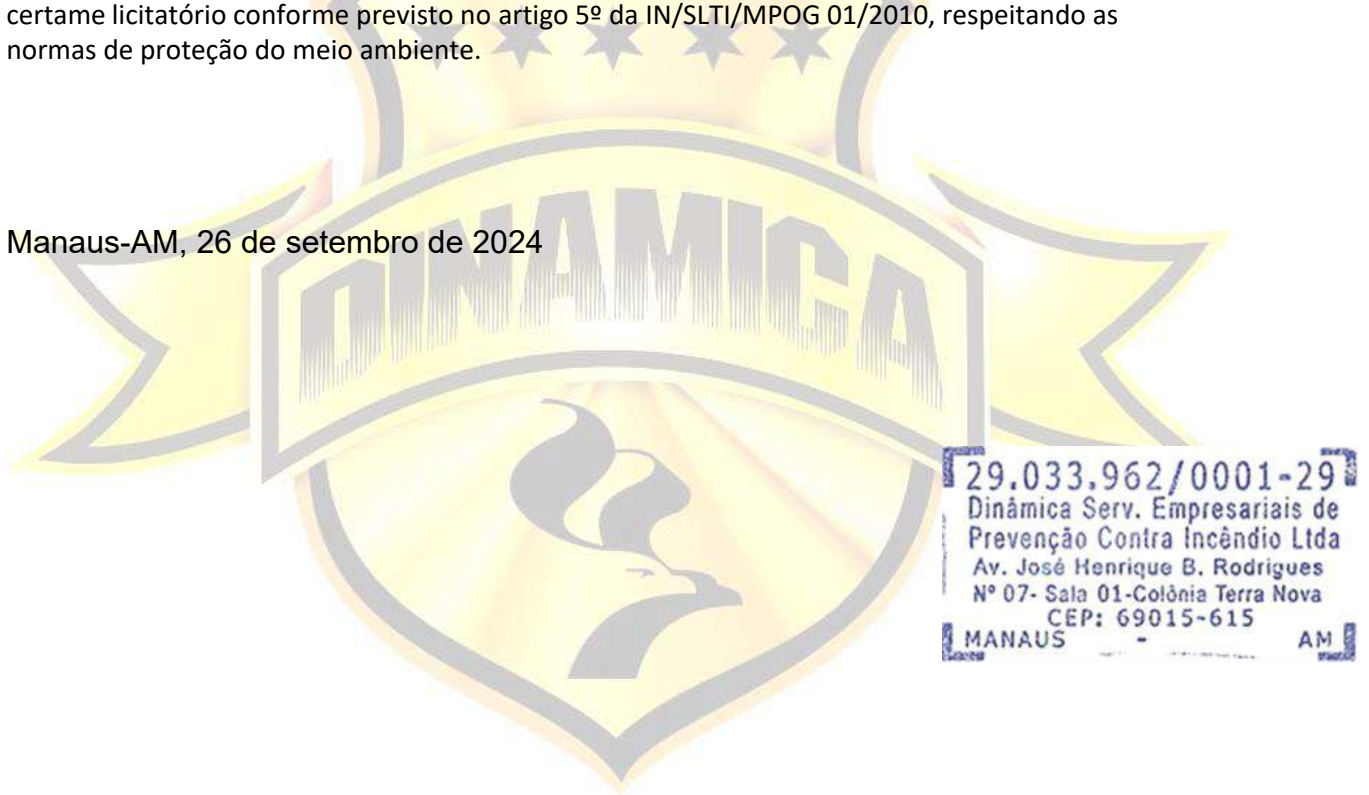 certame licitatório conforme previsto no artigo 5º da IN/SLTI/MPOG 01/2010, respeitando as
normas de proteção do meio ambiente.
Manaus-AM, 26 de setembro de 2024
DINAMICA
29.033.962/0001-29
Dinâmica Serv. Empresariais de
Prevenção Contra Incêndio Ltda
Av. José Henrique B. Rodrigues
Nº 07- Sala 01-Colônia Terra Nova
CEP: 69015-615
MANAUS - AM